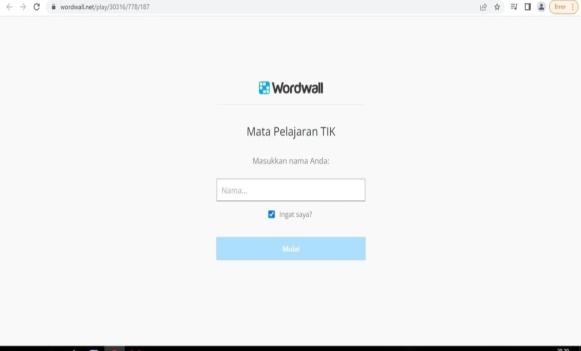 wordwall.net/play/30316/778/187
Error
Wordwall
Mata Pelajaran TIK
Masukkan nama Anda:
Nama...
Ingat saya?
Mulai